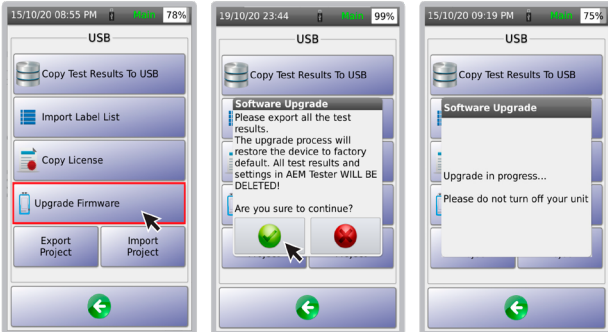 15/10/20 08:55 PM Main 78%
USB
Copy Test Results To USB
Import Label
List
Copy License
Upgrade Firmware
Export
Project
Import
Project
19/10/20 23:44 Main 99%
USB
Copy Test Results To USB
Software Upgrade
Please export all the test
results.
The upgrade process will
restore the device to factory
default. All test results and
settings in AEM Tester WILL BE
DELETED!
Are you sure to continue?
15/10/20 09:19 PM Main 75%
USB
Copy Test Results To USB
Software Upgrade
Upgrade in progress...
Please do not turn off your unit